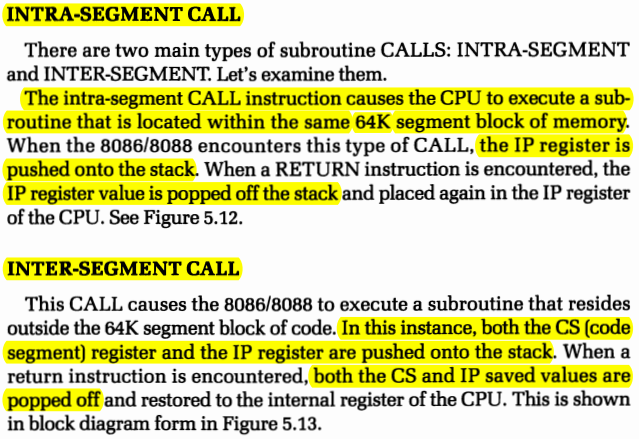 INTRA-SEGMENT CALL
There are two main types of subroutine CALLS: INTRA-SEGMENT
and INTER-SEGMENT. Let's examine them.
The intra-segment CALL instruction causes the CPU to execute a sub-
routine that is located within the same 64K segment block of memory.
When the 8086/8088 encounters this type of CALL, the IP register is
pushed onto the stack. When a RETURN instruction is encountered, the
IP register value is popped off the stack and placed again in the IP register
of the CPU. See Figure 5.12.
INTER-SEGMENT CALL
This CALL causes the 8086/8088 to execute a subroutine that resides
outside the 64K segment block of code. In this instance, both the CS (code
segment) register and the IP register are pushed onto the stack. When a
return instruction is encountered, both the CS and IP saved values are
popped off and restored to the internal register of the CPU. This is shown
in block diagram form in Figure 5.13.